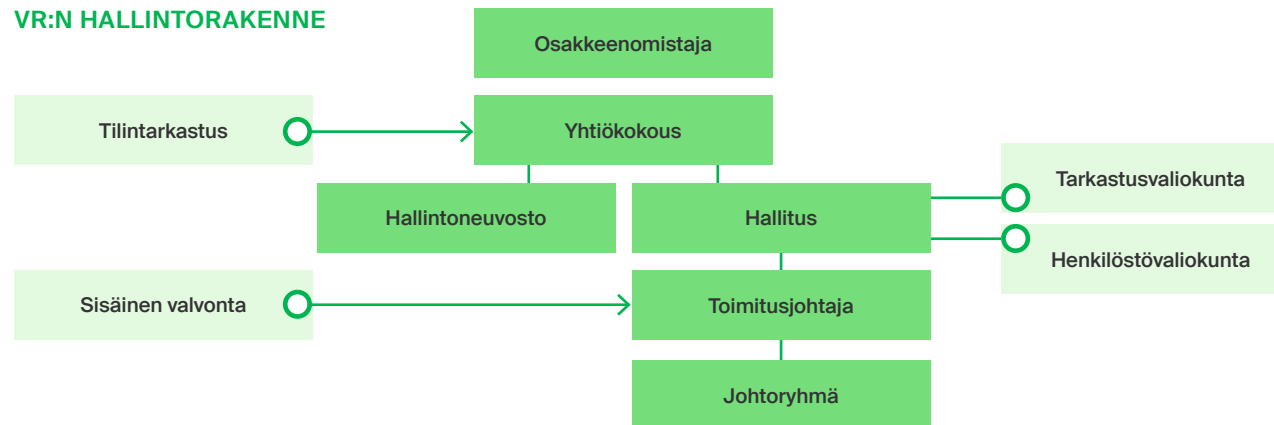 VR:N HALLINTORAKENNE
Osakkeenomistaja
Tilintarkastus
Yhtiökokous
Tarkastusvaliokunta
Hallintoneuvosto
Hallitus
Henkilöstövaliokunta
Sisäinen valvonta
Toimitusjohtaja
Johtoryhmä